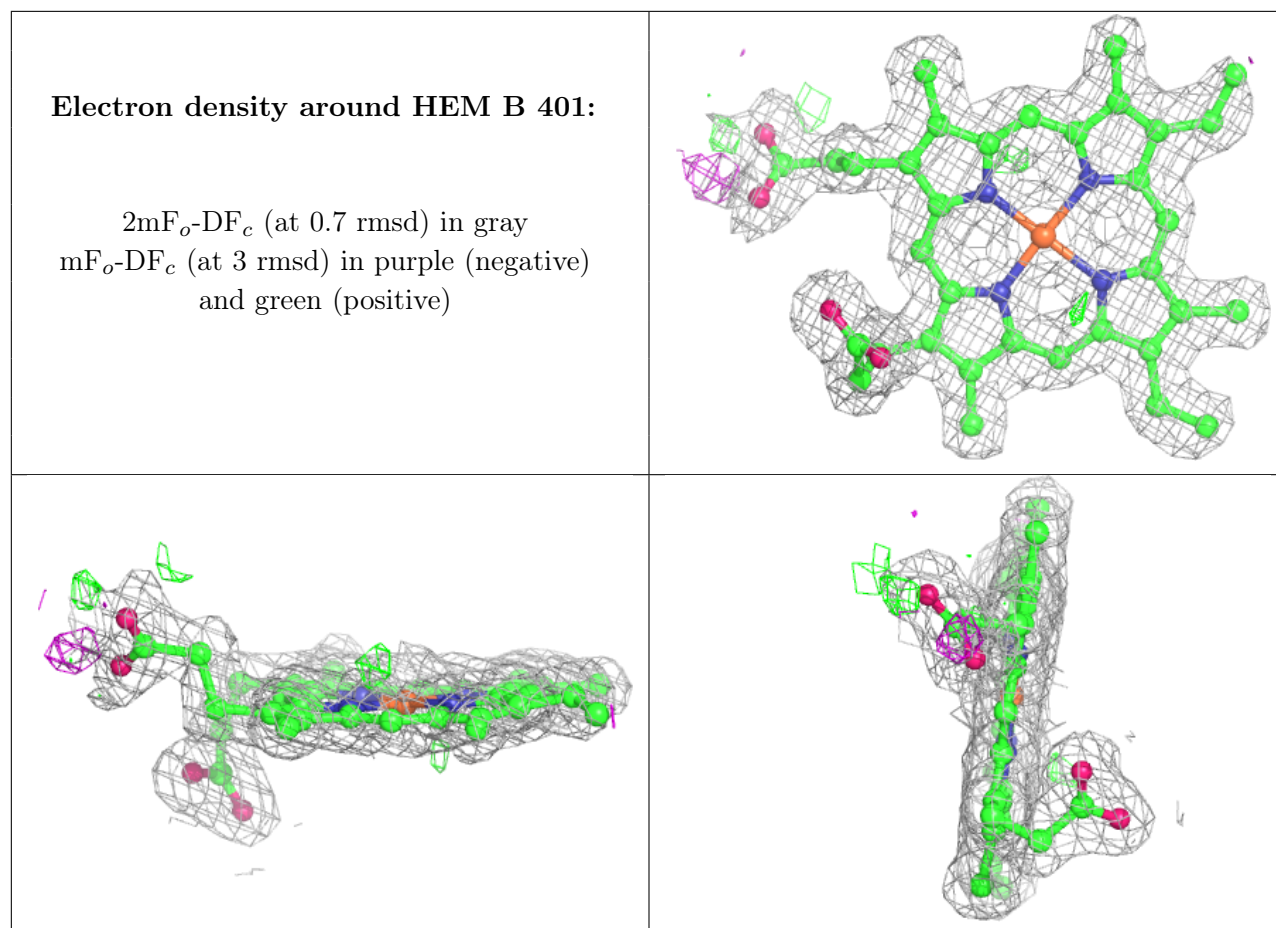 Electron density around HEM B 401:
2mFₒ-DF𝑐 (at 0.7 rmsd) in gray
mFₒ-DF𝑐 (at 3 rmsd) in purple (negative)
and green (positive)